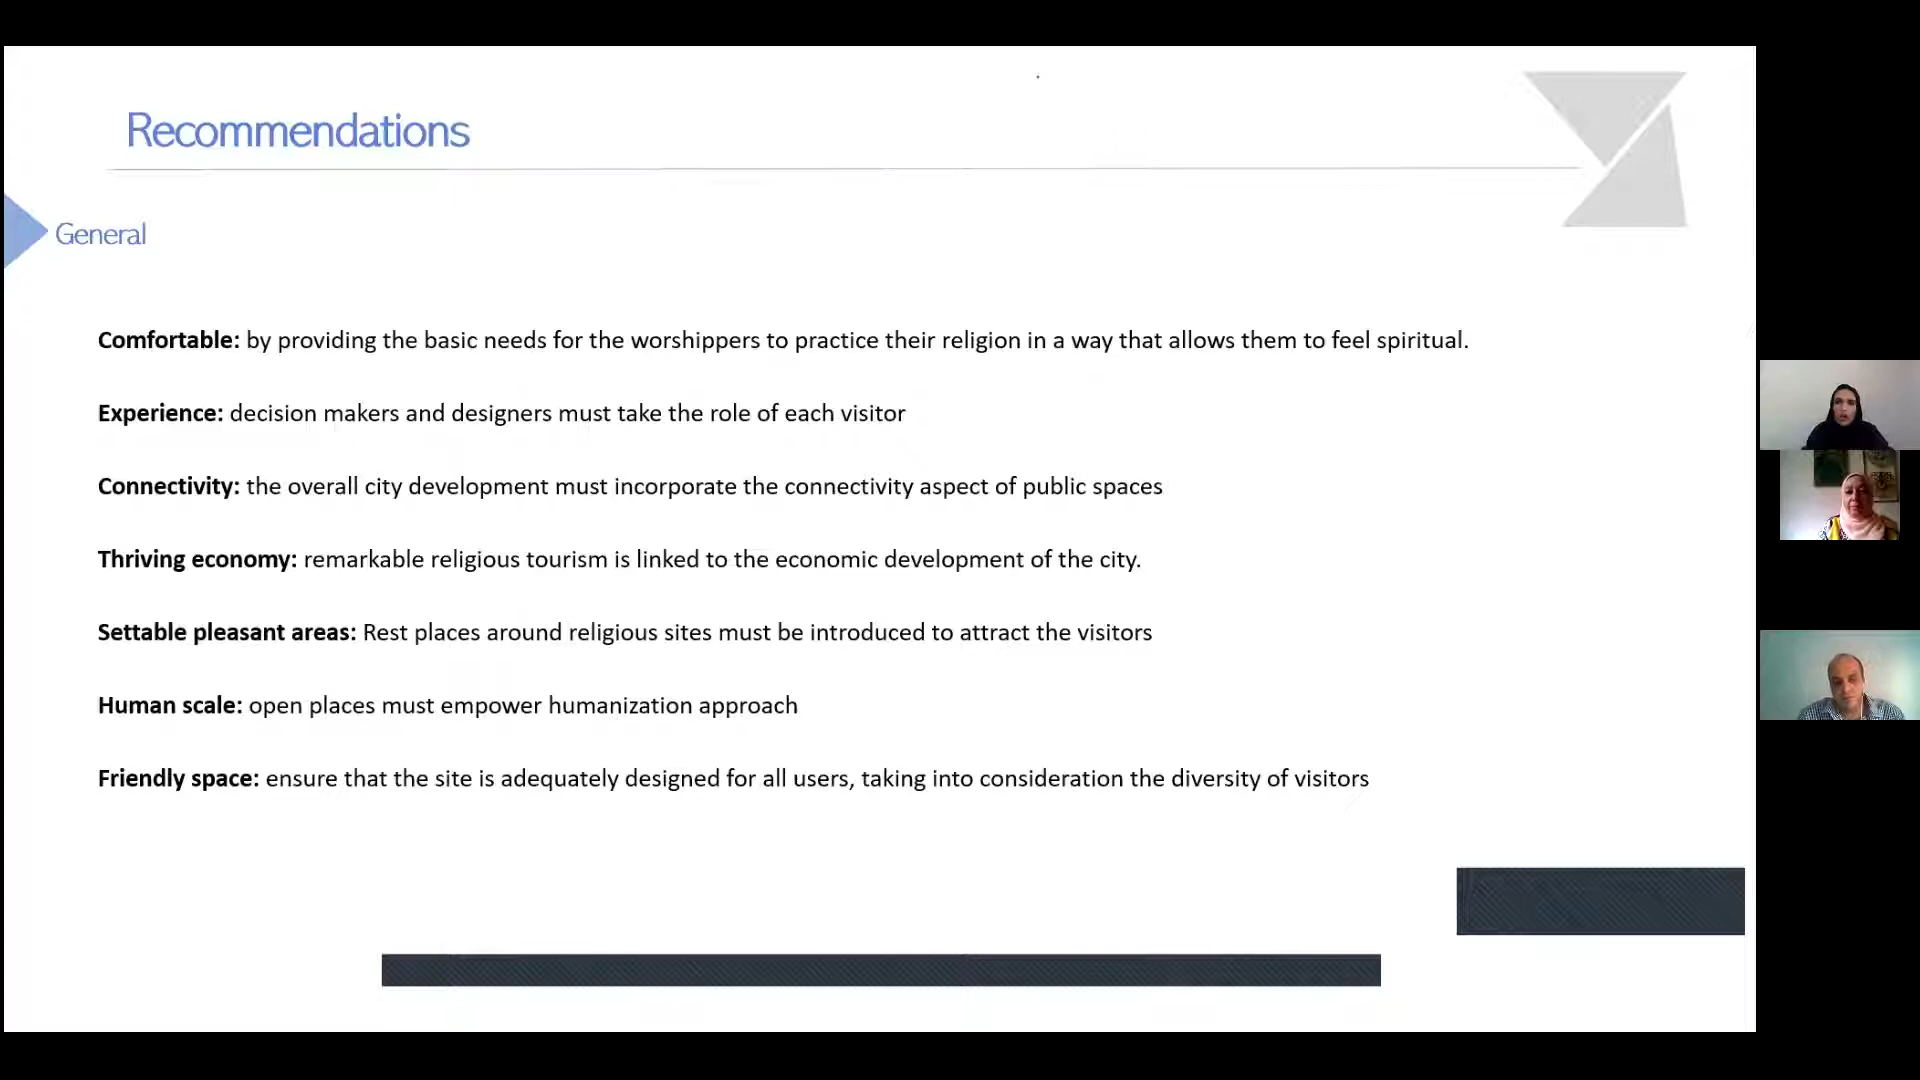 Recommendations
General
Comfortable: by providing the basic needs for the worshippers to practice their religion in a way that allows them to feel spiritual.
Experience: decision makers and designers must take the role of each visitor
Connectivity: the overall city development must incorporate the connectivity aspect of public spaces
Thriving economy: remarkable religious tourism is linked to the economic development of the city.
Settable pleasant areas: Rest places around religious sites must be introduced to attract the visitors
Human scale: open places must empower humanization approach
Friendly space: ensure that the site is adequately designed for all users, taking into consideration the diversity of visitors